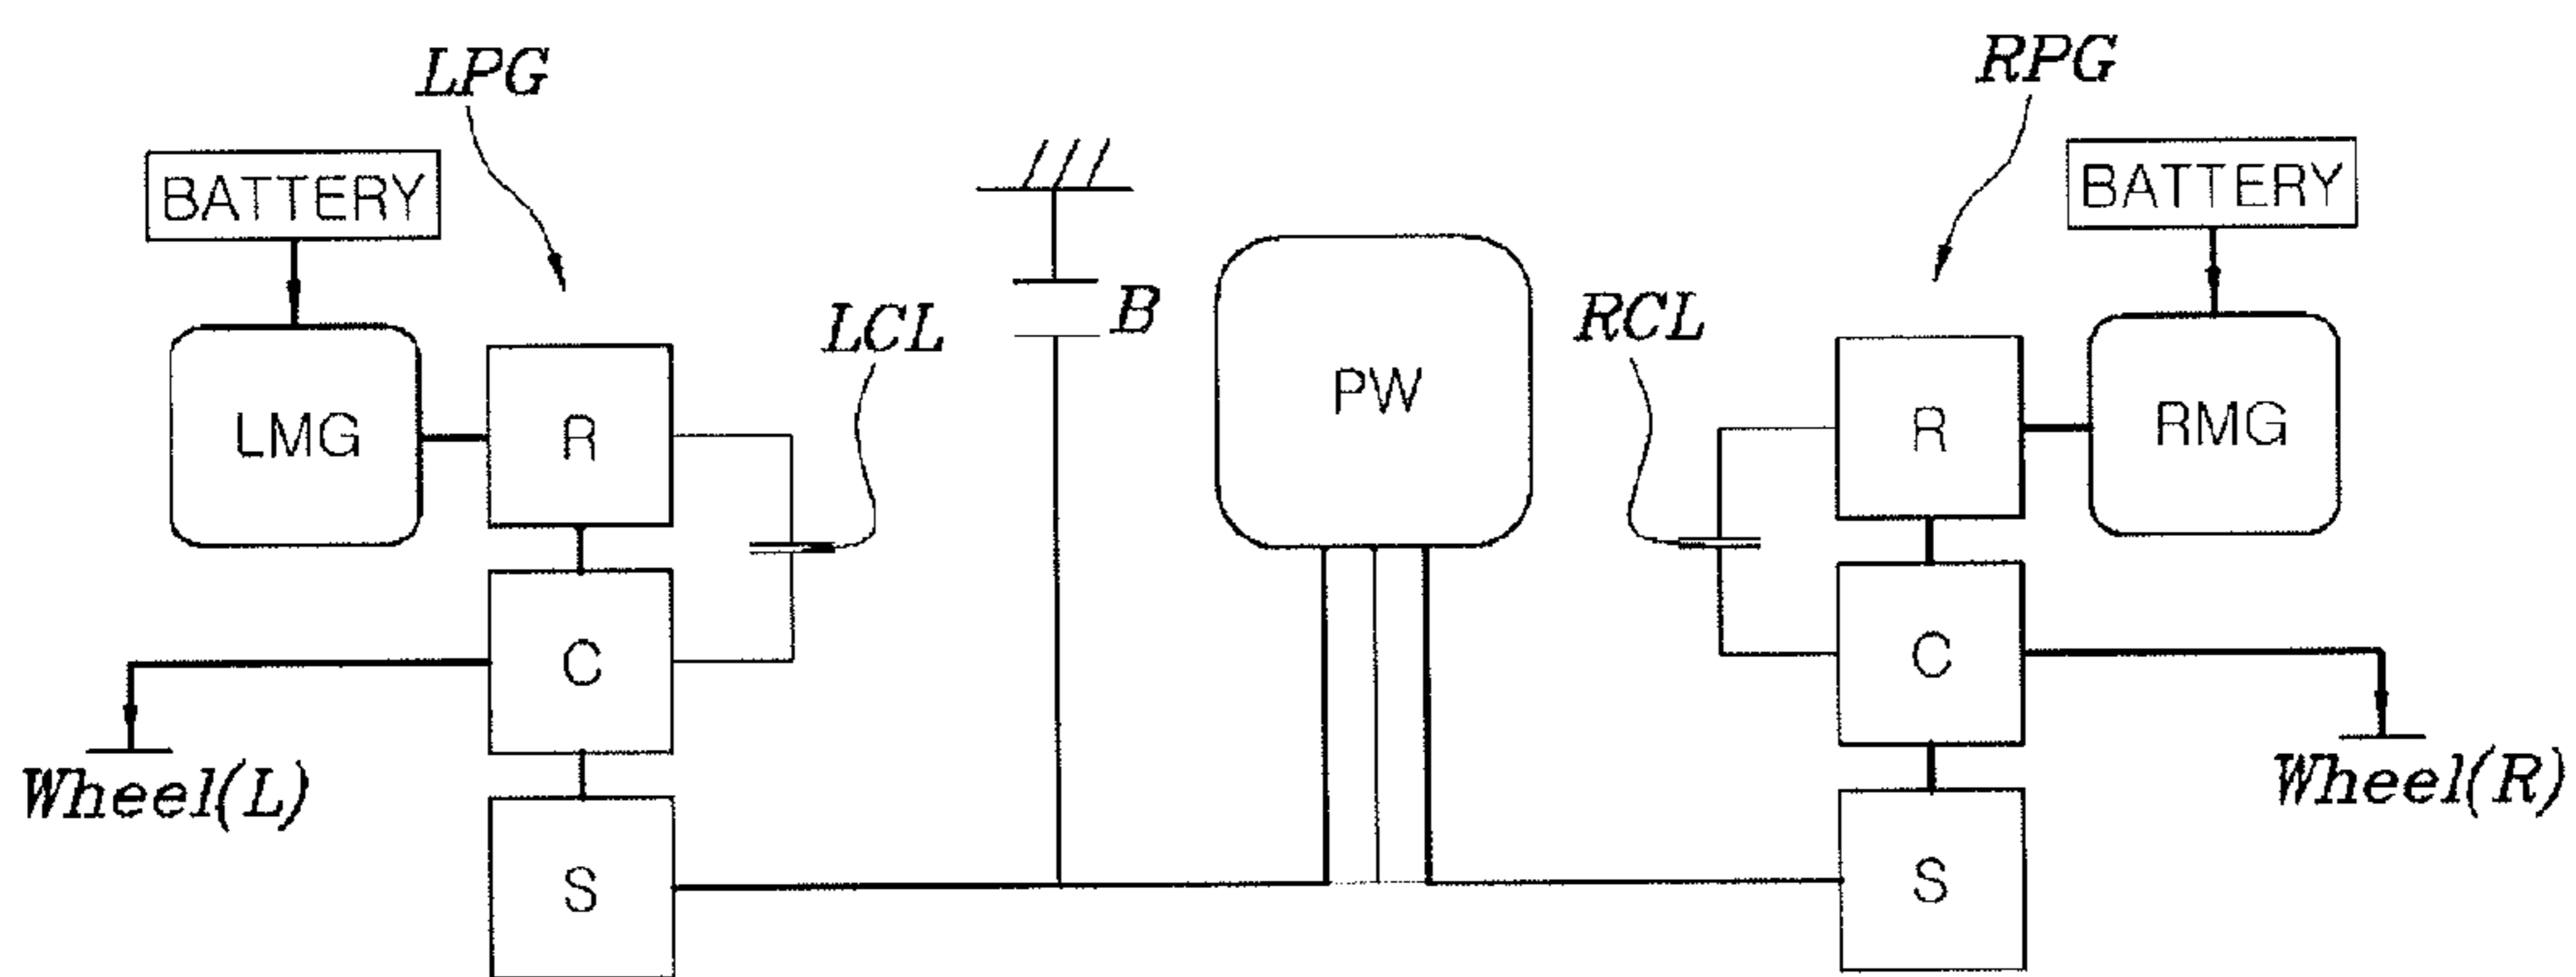 LPG
RPG
BATTERY
BATTERY
B
LCL
RCL
PW
LMG
R
R
RMG
C
C
Wheel(L)
Wheel(R)
S
S